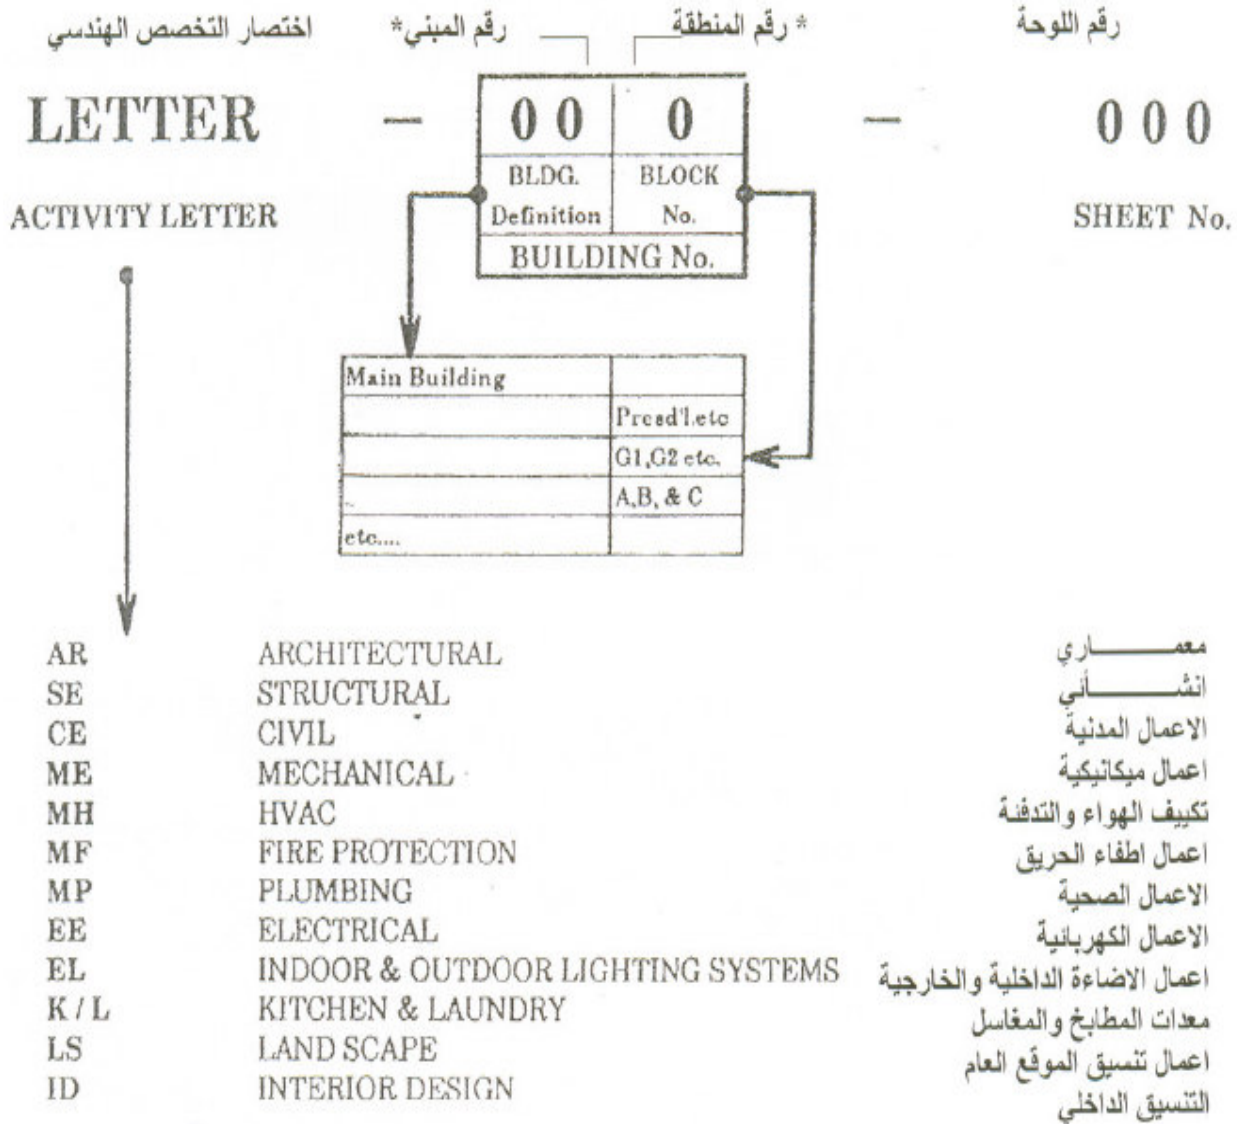 اختصار التخصص الهندسي رقم المبني* * رقم المنطقة رقم اللوحة
LETTER – 0 0 0 – 0 0 0
BLDG. BLOCK
ACTIVITY LETTER Definition No. SHEET No.
BUILDING No.
Main Building
Presd'l.etc
G1,G2 etc.
A,B, & C
etc....
AR ARCHITECTURAL معمـــــــاري
SE STRUCTURAL انشــــــأني
CE CIVIL الاعمال المدنية
ME MECHANICAL اعمال ميكانيكية
MH HVAC تكييف الهواء والتدفئة
MF FIRE PROTECTION اعمال اطفاء الحريق
MP PLUMBING الاعمال الصحية
EE ELECTRICAL الاعمال الكهربائية
EL INDOOR & OUTDOOR LIGHTING SYSTEMS اعمال الاضاءة الداخلية والخارجية
K / L KITCHEN & LAUNDRY معدات المطابخ والمغاسل
LS LAND SCAPE اعمال تنسيق الموقع العام
ID INTERIOR DESIGN التنسيق الداخلي